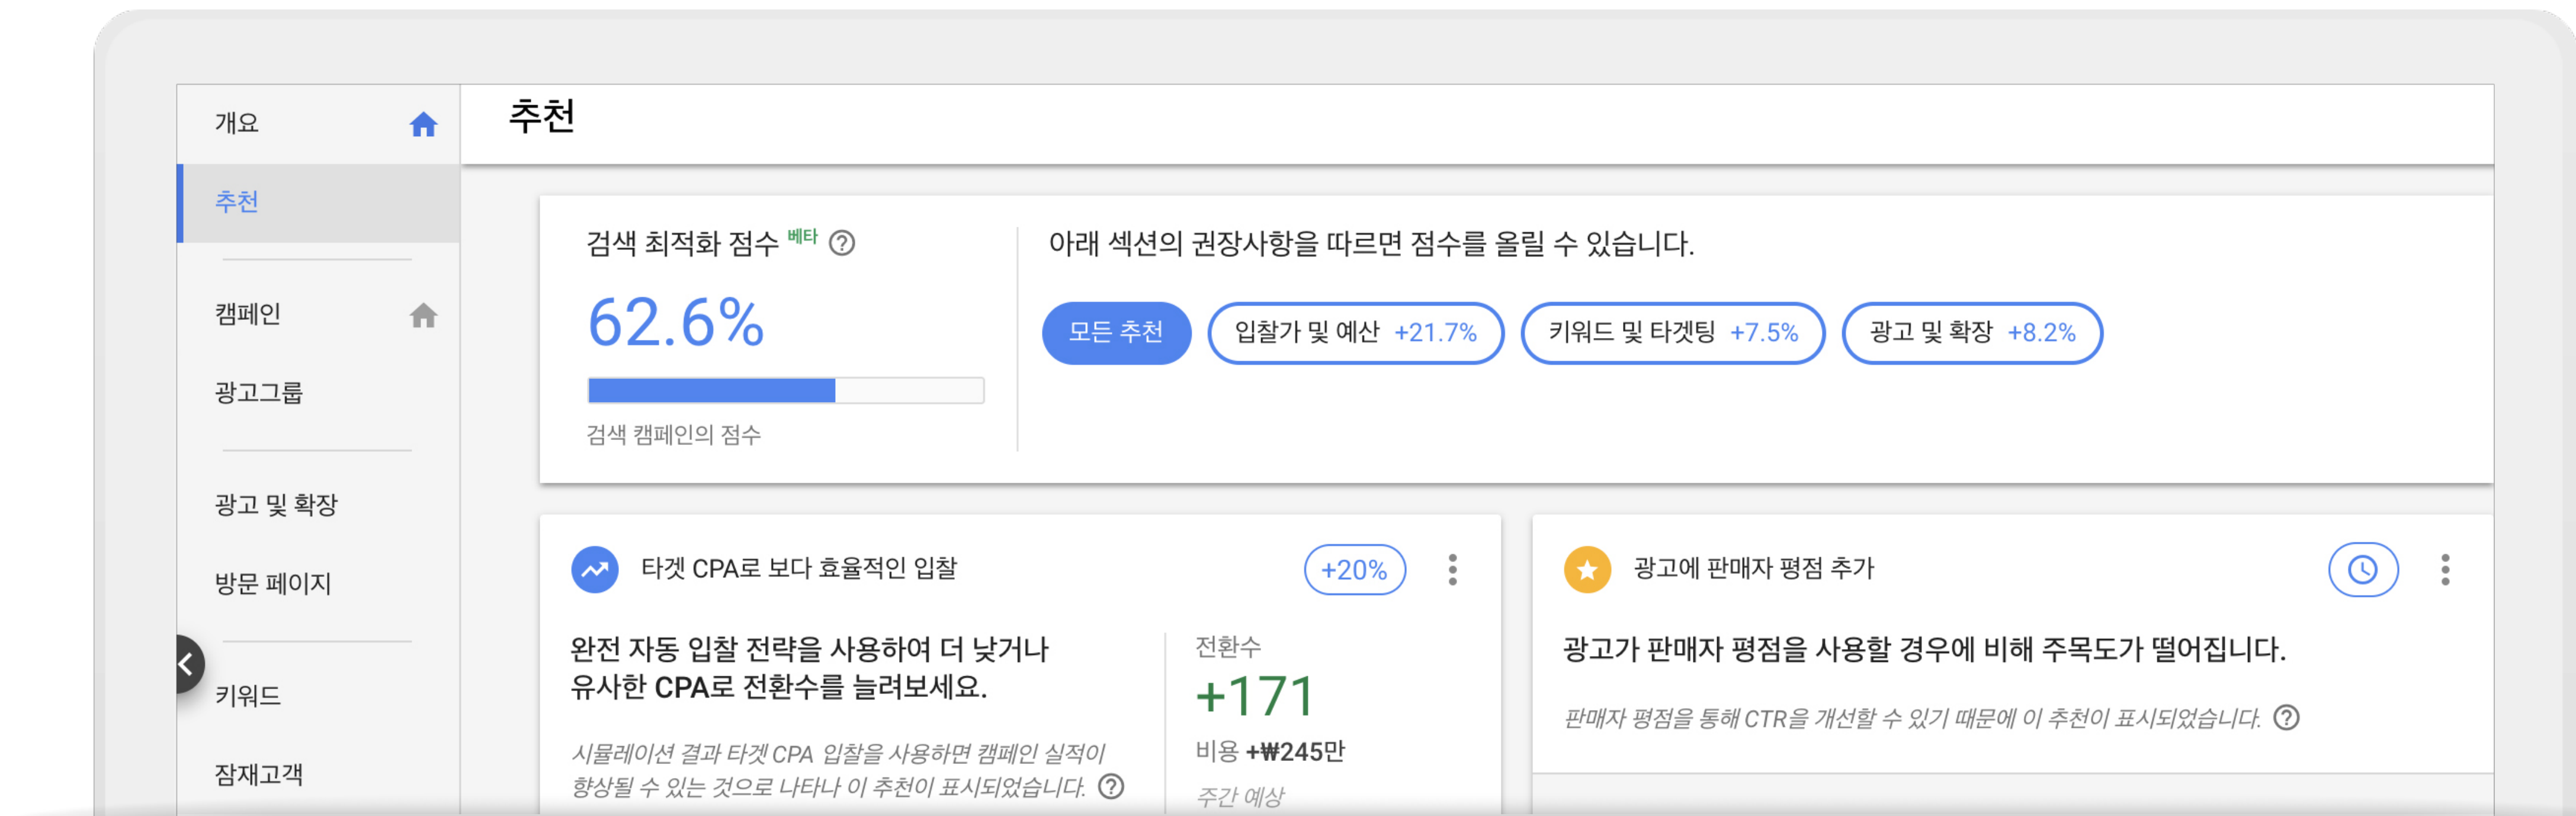 개요
추천
캠페인
광고그룹
광고 및 확장
방문 페이지
키워드
잠재고객
추천
검색 최적화 점수 베타
62.6%
검색 캠페인의 점수
아래 섹션의 권장사항을 따르면 점수를 올릴 수 있습니다.
모든 추천 입찰가 및 예산 +21.7% 키워드 및 타겟팅 +7.5% 광고 및 확장 +8.2%
타겟 CPA로 보다 효율적인 입찰 +20%
완전 자동 입찰 전략을 사용하여 더 낮거나
유사한 CPA로 전환수를 늘려보세요.
시뮬레이션 결과 타겟 CPA 입찰을 사용하면 캠페인 실적이
향상될 수 있는 것으로 나타나 이 추천이 표시되었습니다.
전환수
+171
비용 +₩245만
주간 예상
광고에 판매자 평점 추가
광고가 판매자 평점을 사용할 경우에 비해 주목도가 떨어집니다.
판매자 평점을 통해 CTR을 개선할 수 있기 때문에 이 추천이 표시되었습니다.